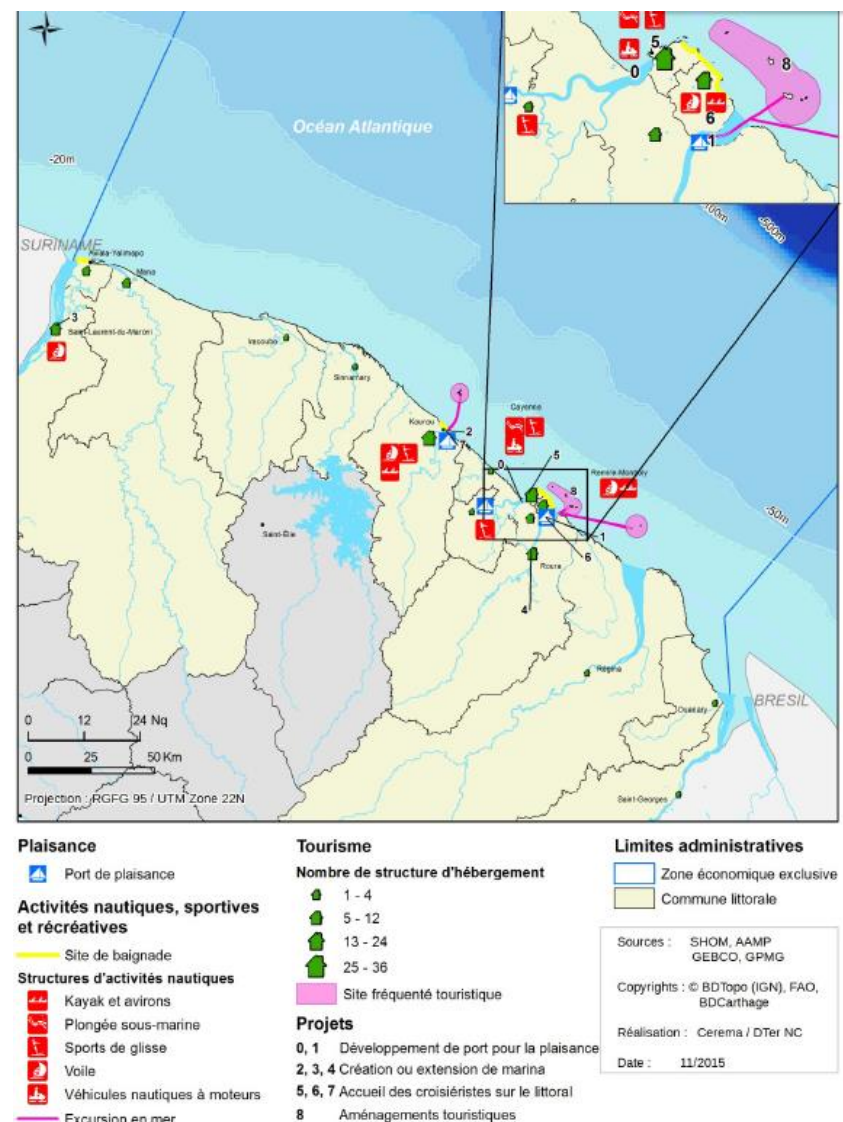 5
0
8
6
1
Océan Atlantique
-20m
-100m
-500m
SURINAME
Awala-Yalimapo
Mana
3
Saint-Laurent-du-Maroni
Iracoubo
Sinnamary
Kourou
2
7
Cayenne
5
0
Remire-Montjoly
8
-50m
1
6
Saint-Élie
Roura
4
Régina
Ouanary
BRESIL
Saint-Georges
0 12 24 Nq
0 25 50 Km
Projection : RGFG 95 / UTM Zone 22N
Plaisance
Port de plaisance
Activités nautiques, sportives
et récréatives
Site de baignade
Structures d'activités nautiques
Kayak et avirons
Plongée sous-marine
Sports de glisse
Voile
Véhicules nautiques à moteurs
Excursion en mer
Tourisme
Nombre de structure d'hébergement
1 - 4
5 - 12
13 - 24
25 - 36
Site fréquenté touristique
Projets
0, 1 Développement de port pour la plaisance
2, 3, 4 Création ou extension de marina
5, 6, 7 Accueil des croisiéristes sur le littoral
8 Aménagements touristiques
Limites administratives
Zone économique exclusive
Commune littorale
Sources : SHOM, AAMP
GEBCO, GPMG
Copyrights : © BDTopo (IGN), FAO,
BDCarthage
Réalisation : Cerema / DTer NC
Date : 11/2015